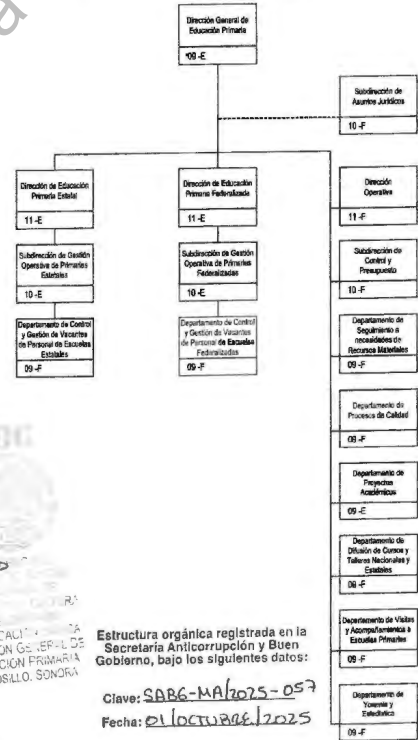 Dirección General de
Educación Primaria
*09 -E
Subdirección de
Asuntos Jurídicos
10 -F
Dirección de Educación
Primaria Estatal
11 -E
Dirección de Educación
Primaria Federalizada
11 -E
Dirección
Operativa
11 -F
Subdirección de Gestión
Operativa de Primarias
Estatales
10 -E
Subdirección de Gestión
Operativa de Primarias
Federalizadas
10 -E
Subdirección de
Control y
Presupuesto
10 -F
Departamento de Control
y Gestión de Vacantes
de Personal de Escuelas
Estatales
09 -F
Departamento de Control
y Gestión de Vacantes
de Personal de Escuelas
Federalizadas
09 -F
Departamento de
Seguimiento a
necesidades de
Recursos Materiales
09 -F
Departamento de
Procesos de Calidad
09 -F
Departamento de
Proyectos
Académicos
09 -E
Departamento de
Difusión de Cursos y
Talleres Nacionales y
Estatales
09 -F
Departamento de Visitas
y Acompañamientos a
Escuelas Primarias
09 -F
Departamento de
Yoremia y
Estadística
09 -F
PRIMARIA
SONORA
Estructura orgánica registrada en la
Secretaría Anticorrupción y Buen
Gobierno, bajo los siguientes datos:
Clave: SABG-MA/2025-057
Fecha: 01/OCTUBRE/2025